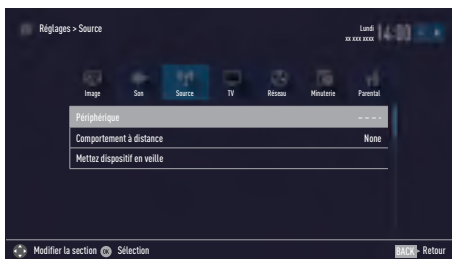 Réglages > Source
Lundi
xx xxx xxxx
14:00
Image Son Source TV Réseau Minuterie Parental
Périphérique - - - -
Comportement à distance None
Mettez dispositif en veille
Modifier la section OK Sélection
BACK - Retour